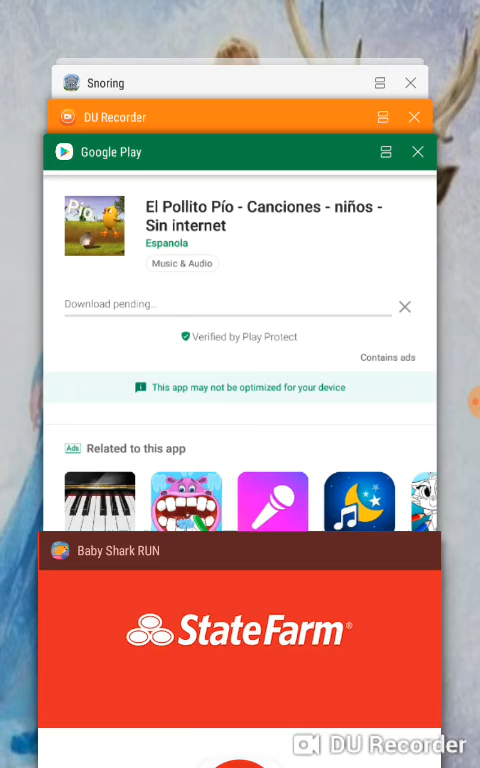 Snoring
DU Recorder
Google Play
Pío
El Pollito Pío - Canciones - niños -
Sin internet
Espanola
Music & Audio
Download pending...
Verified by Play Protect
Contains ads
This app may not be optimized for your device
Ads Related to this app
Baby Shark RUN
StateFarm®
DU Recorder